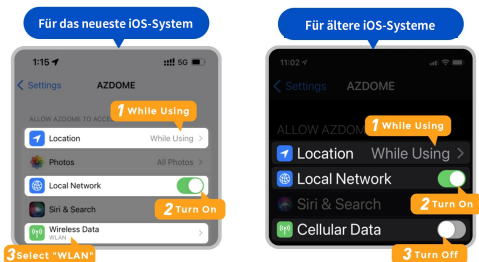 Für das neueste iOS-System
1:15
5G
Settings
AZDOME
ALLOW AZDOME TO ACCE
1 While Using
Location
While Using
Photos
All Photos
Local Network
Siri & Search
2 Turn On
Wireless Data
WLAN
3 Select "WLAN"
Für ältere iOS-Systeme
11:02
Settings
AZDOME
ALLOW AZDOM
1 While Using
Location
While Using
Local Network
Siri & Search
2 Turn On
Cellular Data
3 Turn Off